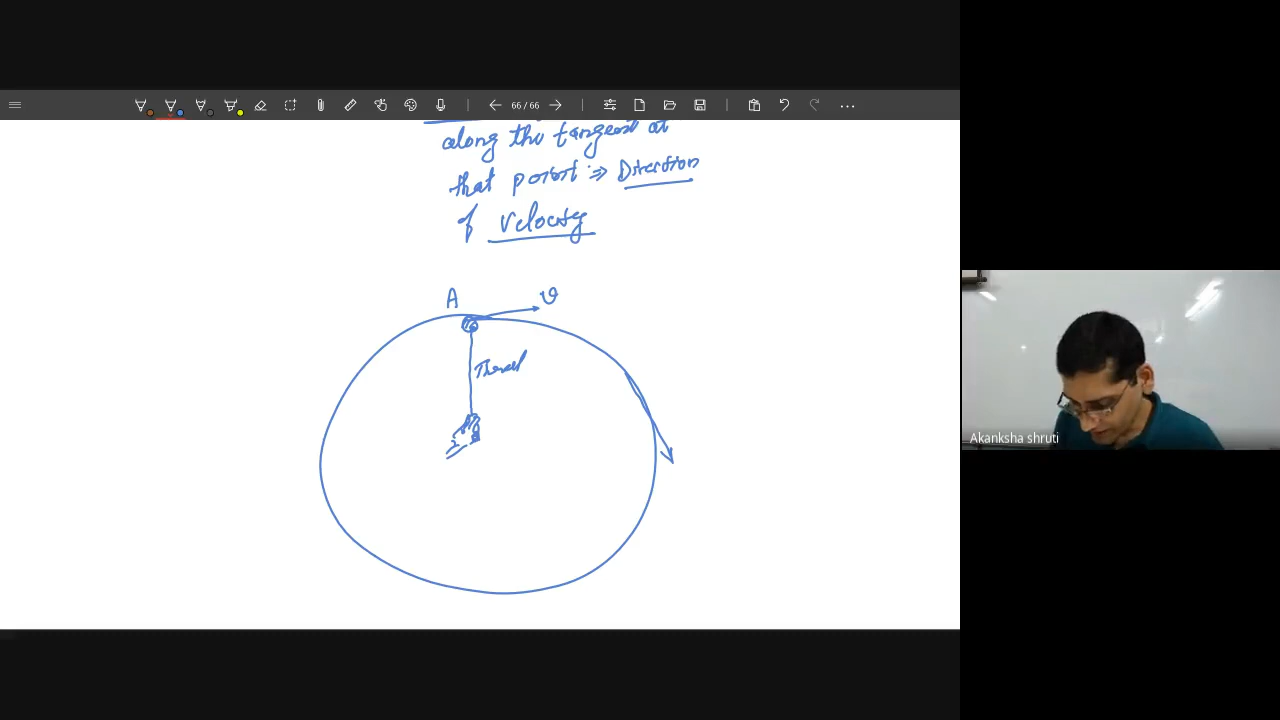 66/66
along the tangent at
that point ⇒ Direction
of velocity
A
v
Thread
Akanksha shruti